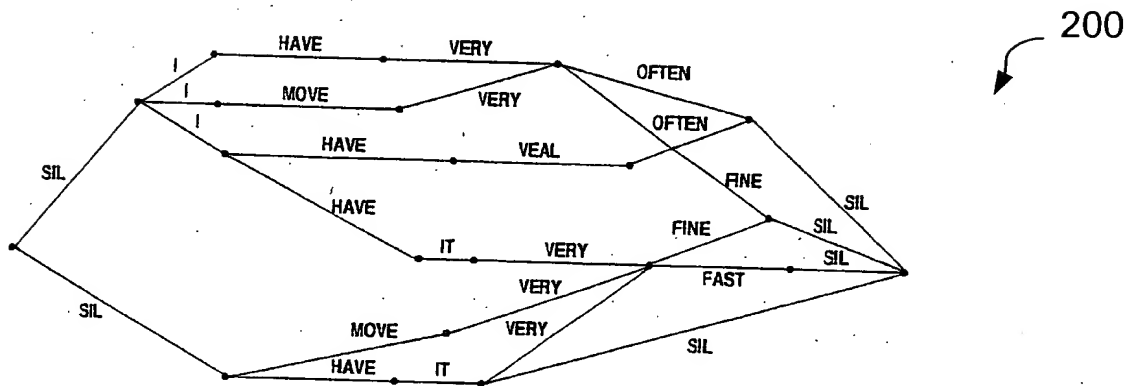 200
HAVE VERY
I OFTEN
I MOVE VERY
I HAVE VEAL OFTEN
SIL HAVE FINE SIL
IT VERY FINE SIL
SIL
FAST
SIL MOVE VERY
VERY SIL
HAVE IT